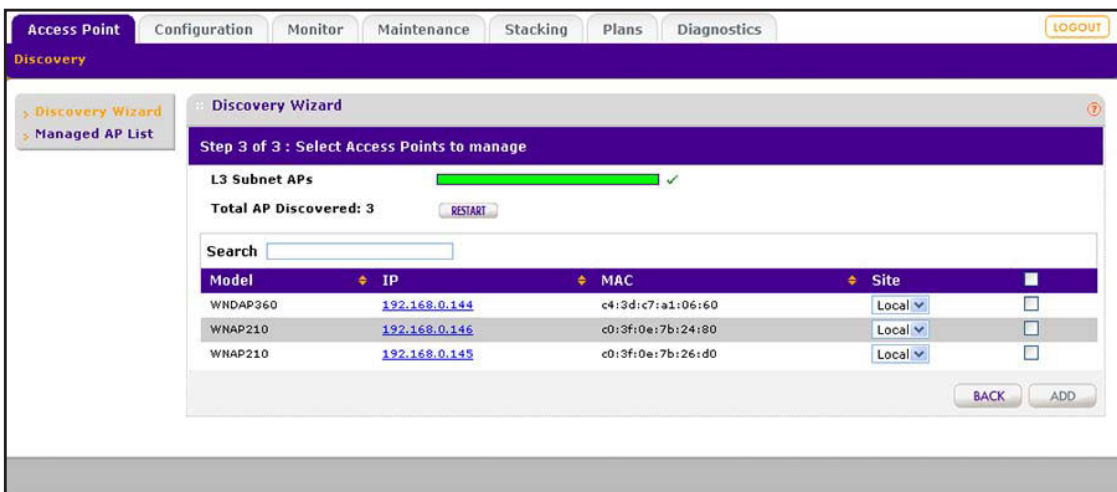 Access Point Configuration Monitor Maintenance Stacking Plans Diagnostics LOGOUT
Discovery
Discovery Wizard
Managed AP List
Discovery Wizard ?
Step 3 of 3 : Select Access Points to manage
L3 Subnet APs
Total AP Discovered: 3 RESTART
Search
Model IP MAC Site
WNDAP360 192.168.0.144 c4:3d:c7:a1:06:60 Local
WNAP210 192.168.0.146 c0:3f:0e:7b:24:80 Local
WNAP210 192.168.0.145 c0:3f:0e:7b:26:d0 Local
BACK ADD